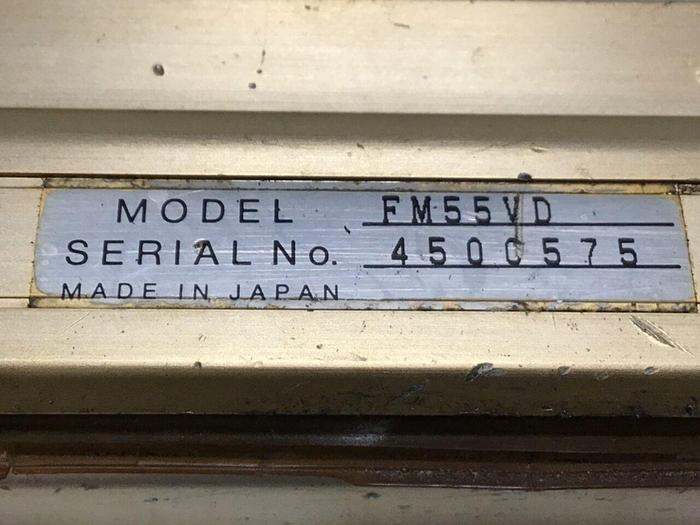 MODEL FM55VD
SERIAL No. 4500575
MADE IN JAPAN